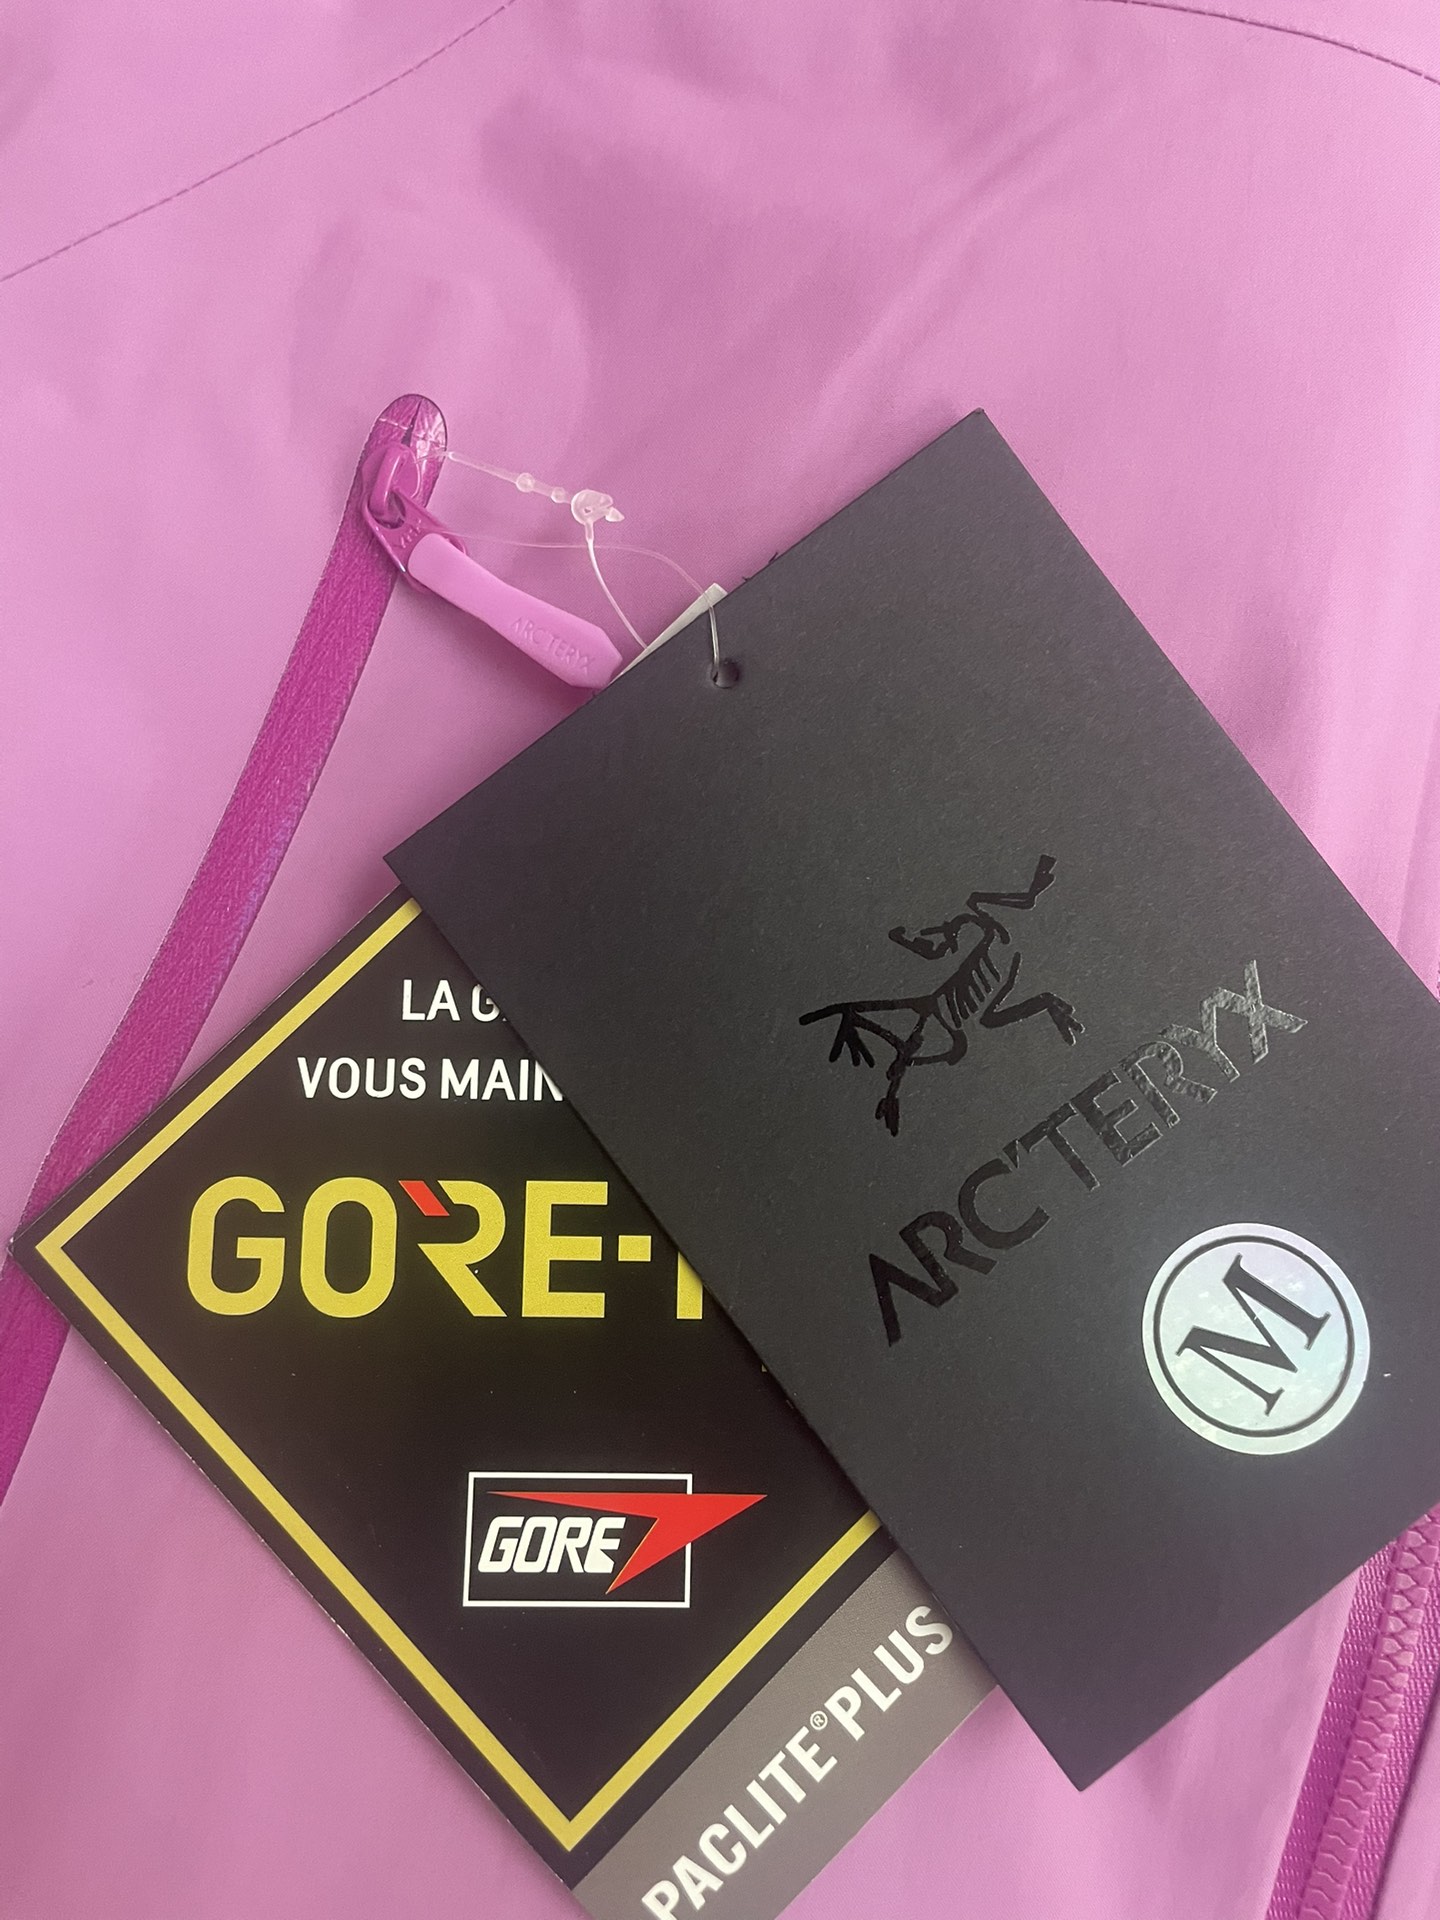 ARC'TERYX
LA G
VOUS MAIN
GORE-
GORE
PACLITE® PLUS
ARC'TERYX
M